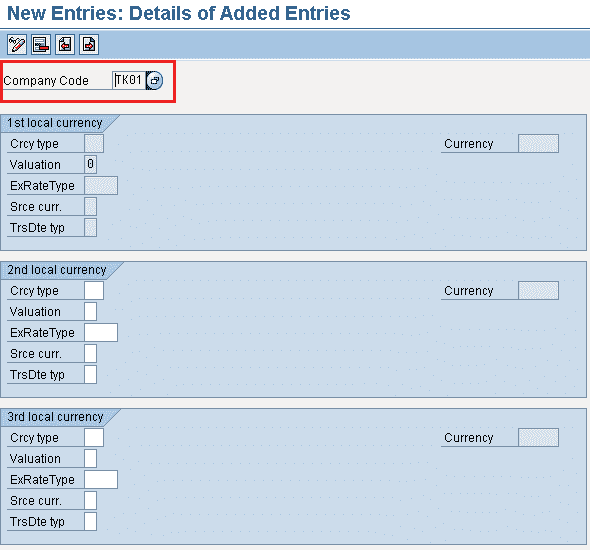 New Entries: Details of Added Entries
Company Code TK01
1st local currency
Crcy type Currency
Valuation 0
ExRateType
Srce curr.
TrsDte typ
2nd local currency
Crcy type Currency
Valuation
ExRateType
Srce curr.
TrsDte typ
3rd local currency
Crcy type Currency
Valuation
ExRateType
Srce curr.
TrsDte typ